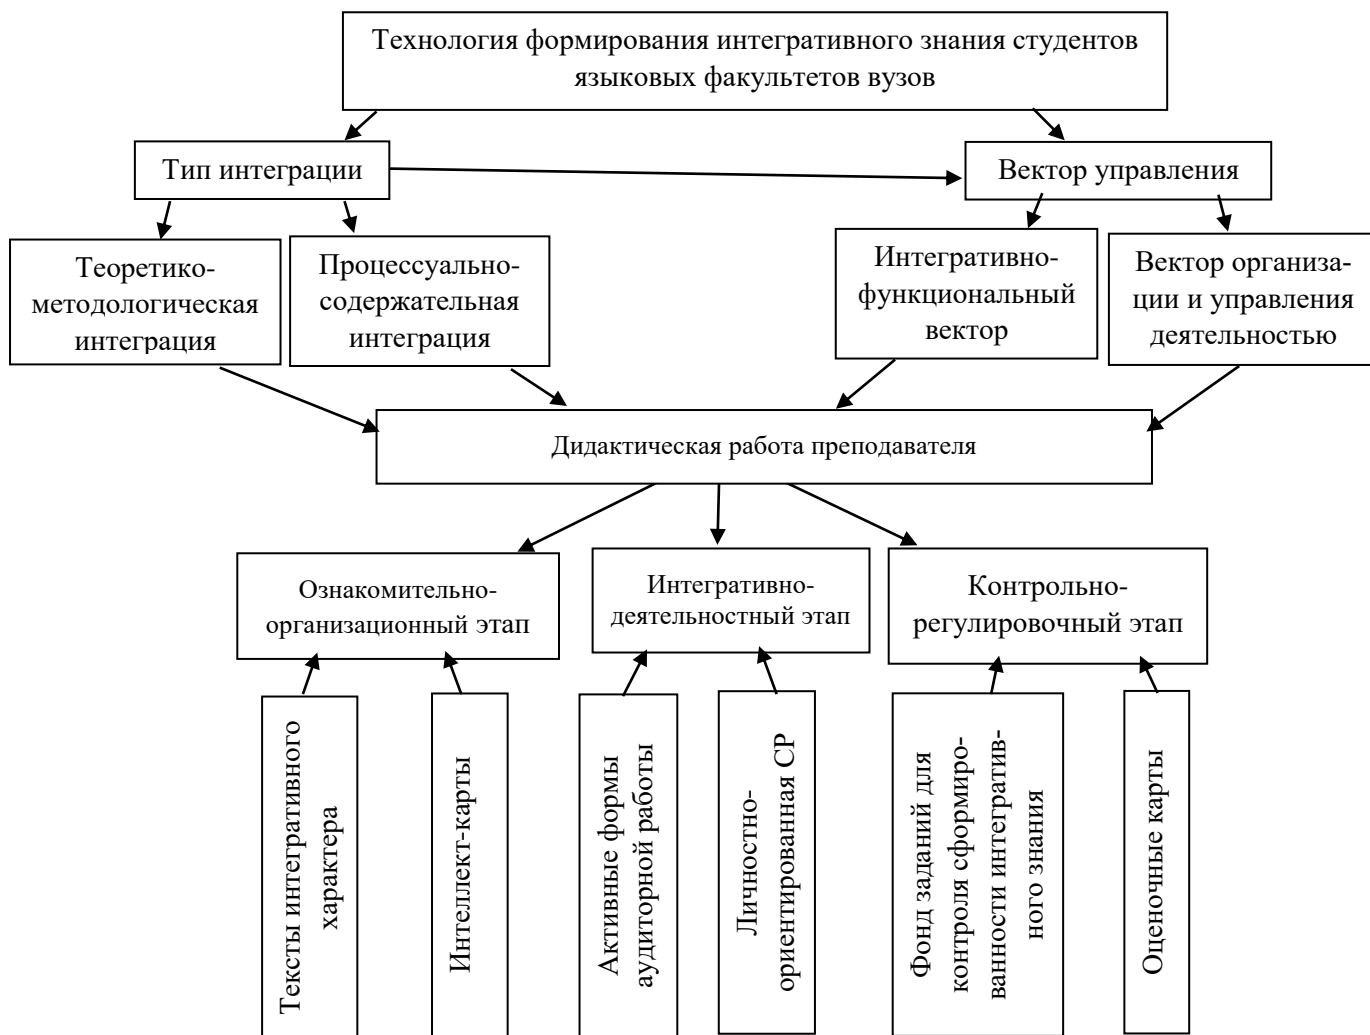 Технология формирования интегративного знания студентов
языковых факультетов вузов
Тип интеграции
Вектор управления
Теоретико-
методологическая
интеграция
Процессуально-
содержательная
интеграция
Интегративно-
функциональный
вектор
Вектор организа-
ции и управления
деятельностью
Дидактическая работа преподавателя
Ознакомительно-
организационный этап
Интегративно-
деятельностный этап
Контрольно-
регулировочный этап
Тексты интегративного
характера
Интеллект-карты
Активные формы
аудиторной работы
Личностно-
ориентированная СР
Фонд заданий для
контроля сформиро-
ванности интегратив-
ного знания
Оценочные карты